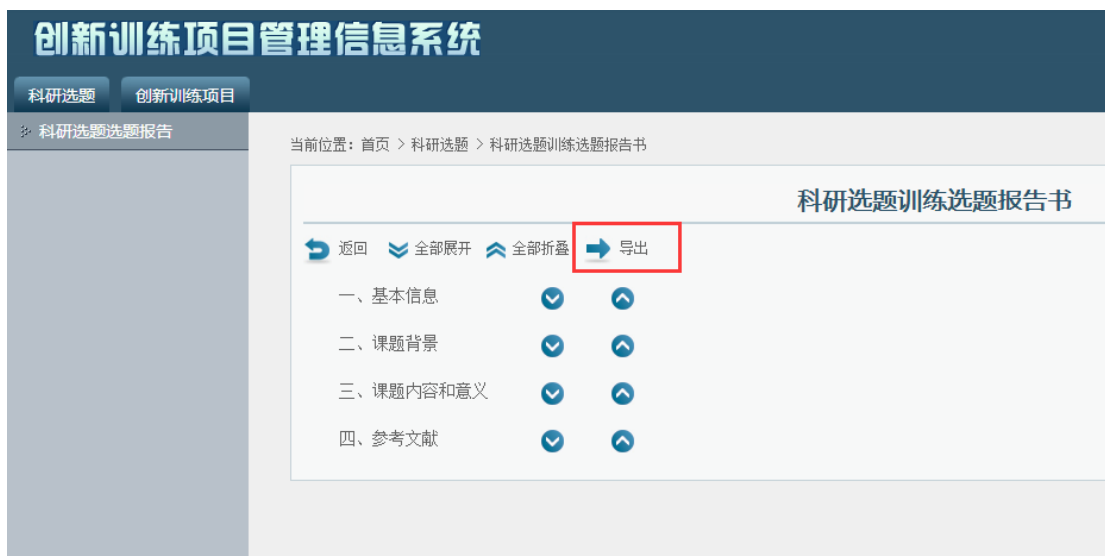 创新训练项目管理信息系统
科研选题 创新训练项目
科研选题选题报告
当前位置：首页 > 科研选题 > 科研选题训练选题报告书
科研选题训练选题报告书
返回 全部展开 全部折叠 导出
一、基本信息
二、课题背景
三、课题内容和意义
四、参考文献